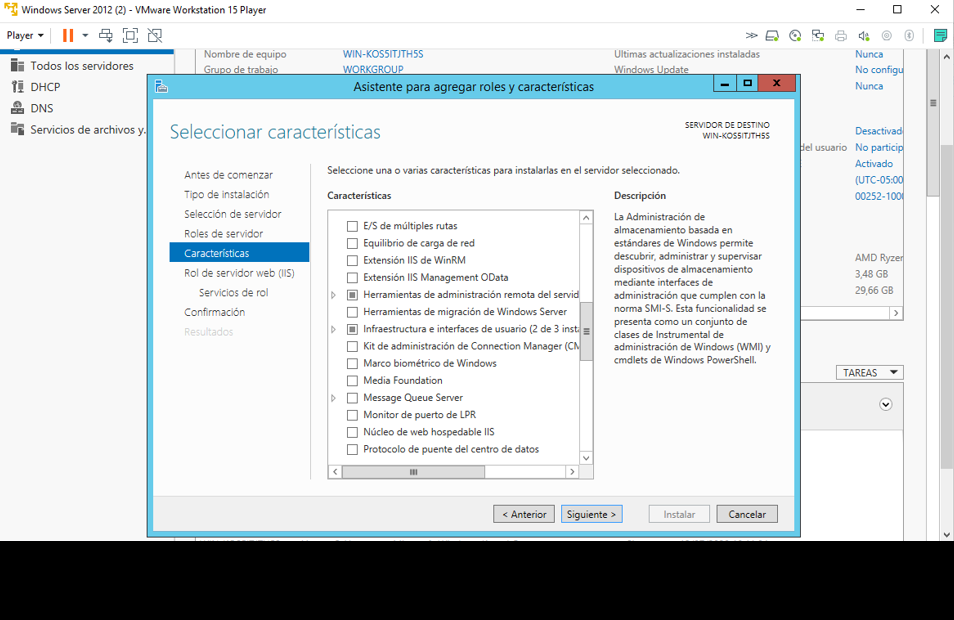 Windows Server 2012 (2) - VMware Workstation 15 Player
Player
Todos los servidores
DHCP
DNS
Servicios de archivos y.
Nombre de equipo WIN-KOS5ITJTH5S Últimas actualizaciones instaladas Nunca
Grupo de trabajo WORKGROUP Windows Update No configu
Nunca
Desactivad
del usuario No particip
Activado
(UTC-05:00
00252-1000
AMD Ryzer
3,48 GB
29,66 GB
TAREAS
Asistente para agregar roles y características
Seleccionar características
SERVIDOR DE DESTINO
WIN-KOS5ITJTH5S
Antes de comenzar
Tipo de instalación
Selección de servidor
Roles de servidor
Características
Rol de servidor web (IIS)
Servicios de rol
Confirmación
Resultados
Seleccione una o varias características para instalarlas en el servidor seleccionado.
Características
E/S de múltiples rutas
Equilibrio de carga de red
Extensión IIS de WinRM
Extensión IIS Management OData
Herramientas de administración remota del servid
Herramientas de migración de Windows Server
Infraestructura e interfaces de usuario (2 de 3 insta
Kit de administración de Connection Manager (CM
Marco biométrico de Windows
Media Foundation
Message Queue Server
Monitor de puerto de LPR
Núcleo de web hospedable IIS
Protocolo de puente del centro de datos
Descripción
La Administración de
almacenamiento basada en
estándares de Windows permite
descubrir, administrar y supervisar
dispositivos de almacenamiento
mediante interfaces de
administración que cumplen con la
norma SMI-S. Esta funcionalidad se
presenta como un conjunto de
clases de Instrumental de
administración de Windows (WMI) y
cmdlets de Windows PowerShell.
< Anterior
Siguiente >
Instalar
Cancelar